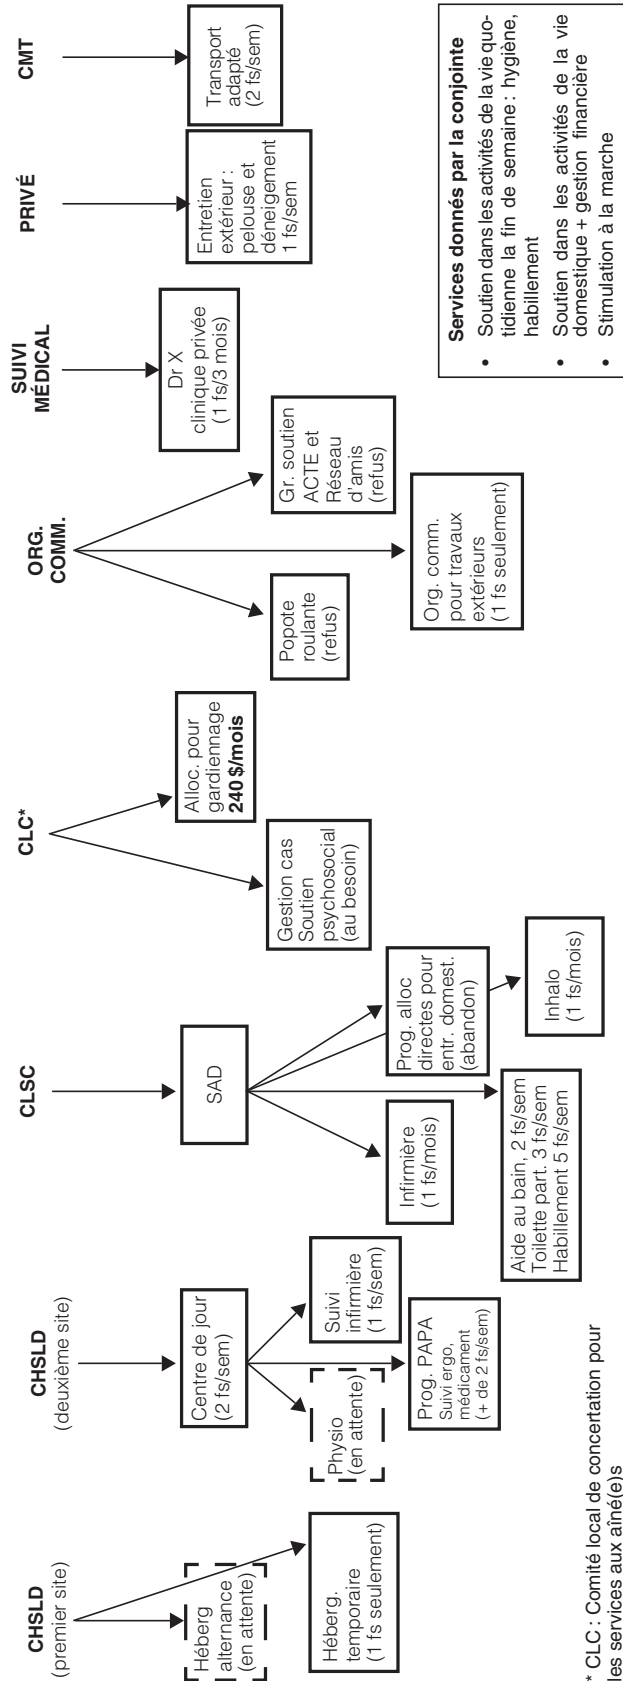 CHSLD
(premier site)
Héberg
alternance
(en attente)
Héberg.
temporaire
(1 fs seulement)
CHSLD
(deuxième site)
Centre de jour
(2 fs/sem)
Physio
(en attente)
Prog. PAPA
Suivi ergo,
médicament
(+ de 2 fs/sem)
Suivi
infirmière
(1 fs/sem)
CLSC
SAD
Infirmière
(1 fs/mois)
Aide au bain, 2 fs/sem
Toilette part. 3 fs/sem
Habillement 5 fs/sem
Prog. alloc
directes pour
entr. domest.
(abandon)
Inhalo
(1 fs/mois)
CLC*
Gestion cas
Soutien
psychosocial
(au besoin)
Alloc. pour
gardiennage
240 $/mois
ORG.
COMM.
Popote
roulante
(refus)
Org. comm.
pour travaux
extérieurs
(1 fs seulement)
Gr. soutien
ACTE et
Réseau
d'amis
(refus)
SUIVI
MÉDICAL
Dr X
clinique privée
(1 fs/3 mois)
PRIVÉ
Entretien
extérieur :
pelouse et
déneigement
1 fs/sem
CMT
Transport
adapté
(2 fs/sem)
Services donnés par la conjointe
• Soutien dans les activités de la vie quo-
tidienne la fin de semaine : hygiène,
habillement
• Soutien dans les activités de la vie
domestique + gestion financière
• Stimulation à la marche
* CLC : Comité local de concertation pour
les services aux aîné(e)s